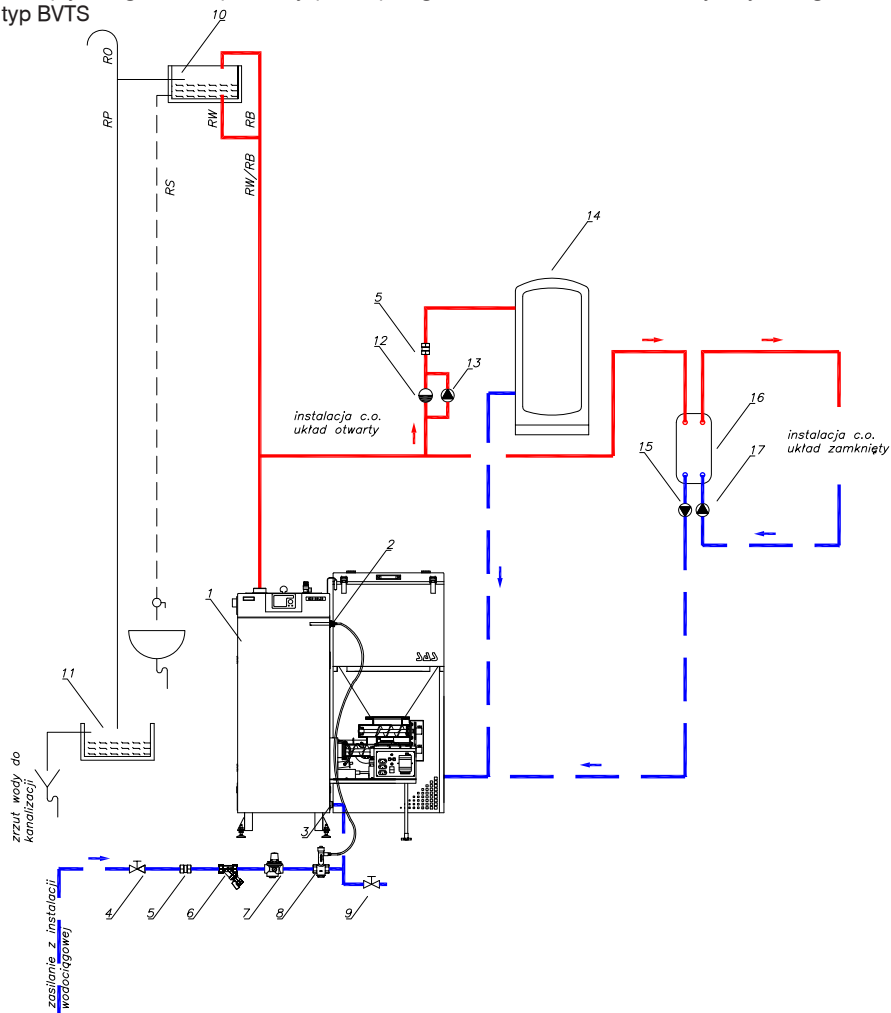 typ BVTS
10
RO
RP
RW
RB
RS
RW/RB
14
5
12
13
instalacja c.o.
układ otwarty
16
instalacja c.o.
układ zamknięty
15
17
2
1
SAS
11
zrzut wody do
kanalizacji
3
4
5
6
7
8
9
zasilanie z instalacji
wodociągowej